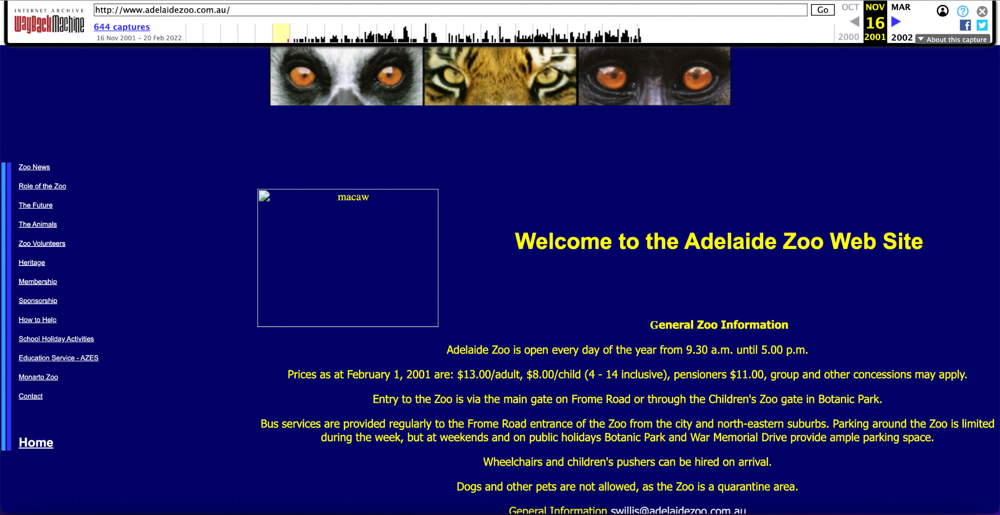 INTERNET ARCHIVE
WayBackMachine
http://www.adelaidezoo.com.au/
Go
644 captures
16 Nov 2001 – 20 Feb 2022
OCT NOV MAR
16
2000 2001 2002
About this capture
Zoo News
Role of the Zoo
The Future
The Animals
Zoo Volunteers
Heritage
Membership
Sponsorship
How to Help
School Holiday Activities
Education Service - AZES
Monarto Zoo
Contact
Home
macaw
Welcome to the Adelaide Zoo Web Site
General Zoo Information
Adelaide Zoo is open every day of the year from 9.30 a.m. until 5.00 p.m.
Prices as at February 1, 2001 are: $13.00/adult, $8.00/child (4 - 14 inclusive), pensioners $11.00, group and other concessions may apply.
Entry to the Zoo is via the main gate on Frome Road or through the Children's Zoo gate in Botanic Park.
Bus services are provided regularly to the Frome Road entrance of the Zoo from the city and north-eastern suburbs. Parking around the Zoo is limited
during the week, but at weekends and on public holidays Botanic Park and War Memorial Drive provide ample parking space.
Wheelchairs and children's pushers can be hired on arrival.
Dogs and other pets are not allowed, as the Zoo is a quarantine area.
General Information swillis@adelaidezoo.com.au